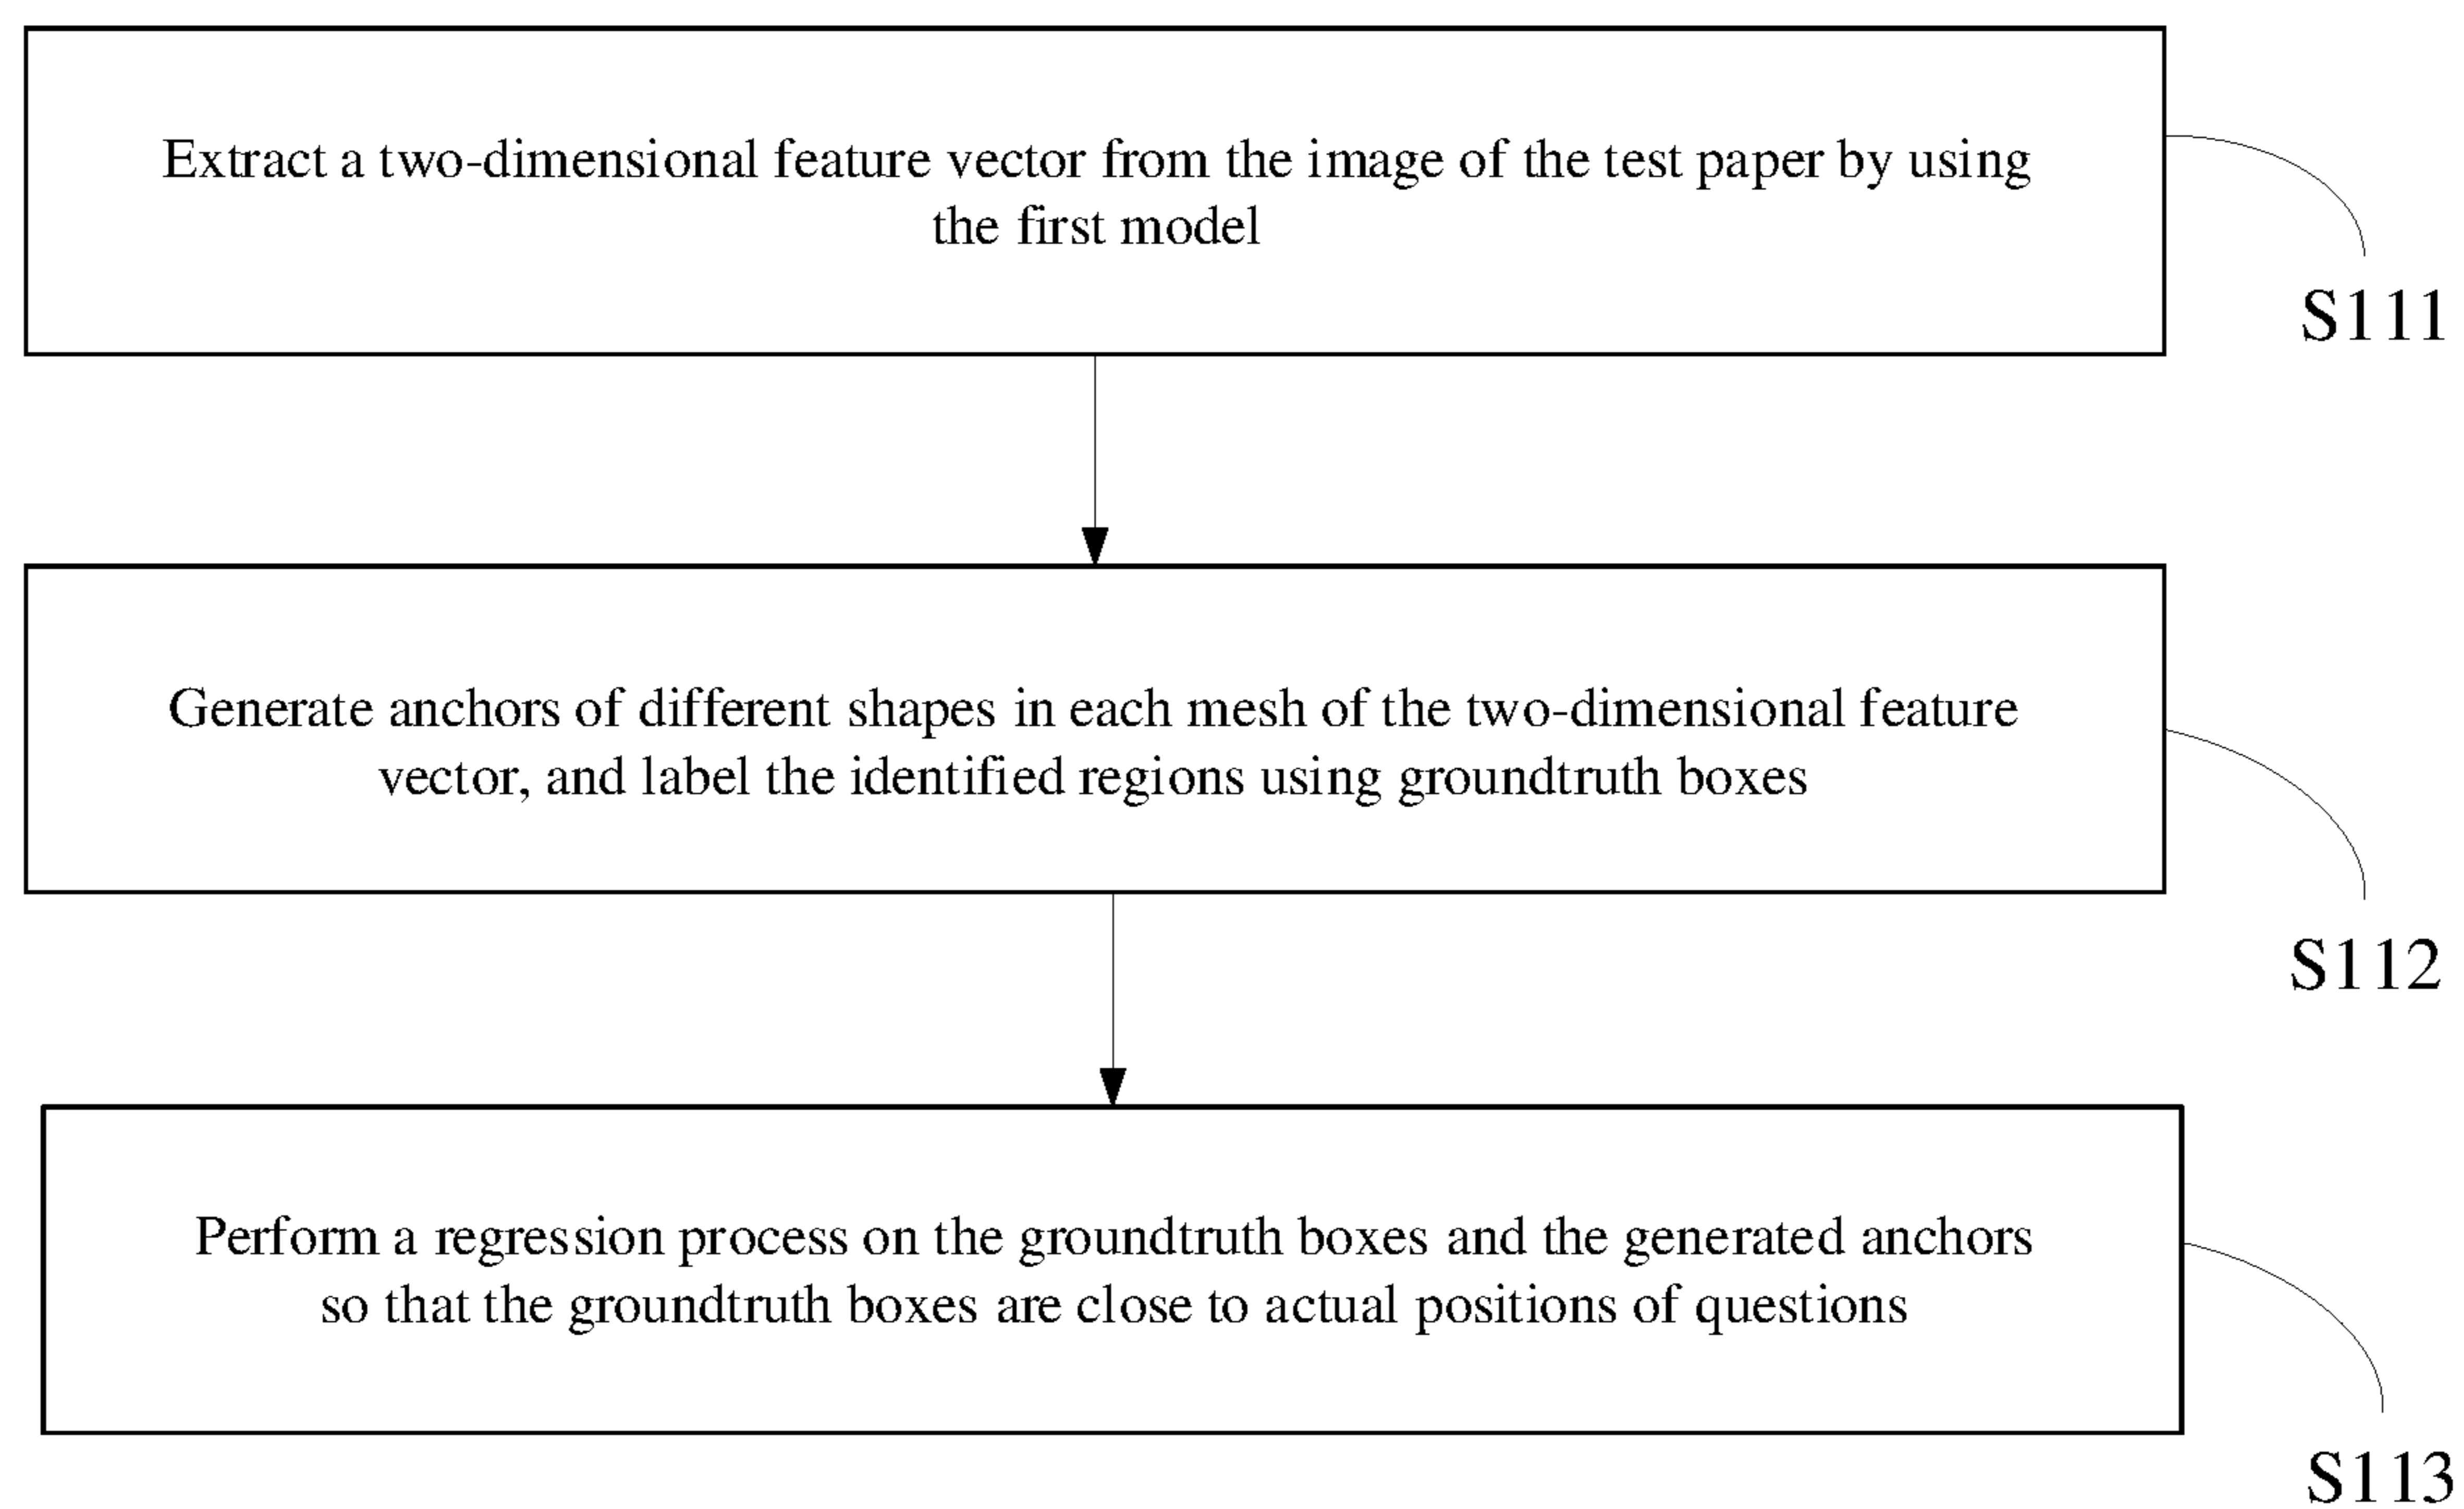 Extract a two-dimensional feature vector from the image of the test paper by using
the first model
S111
Generate anchors of different shapes in each mesh of the two-dimensional feature
vector, and label the identified regions using groundtruth boxes
S112
Perform a regression process on the groundtruth boxes and the generated anchors
so that the groundtruth boxes are close to actual positions of questions
S113